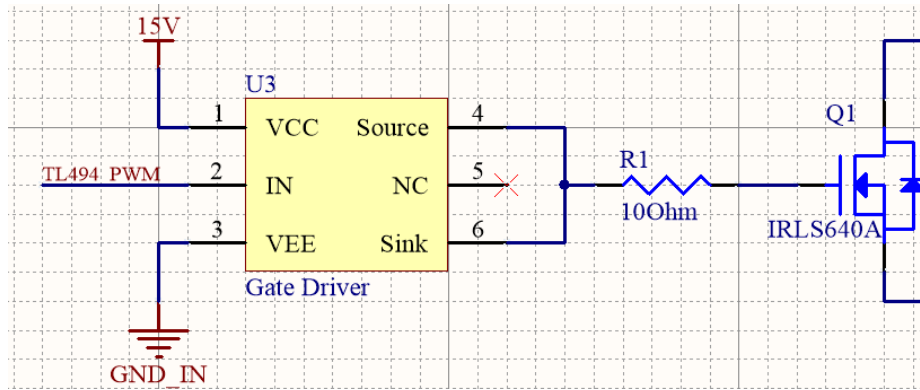 15V
U3
1 VCC Source 4
TL494_PWM 2 IN NC 5
3 VEE Sink 6
Gate Driver
GND_IN
R1
10Ohm
Q1
IRLS640A